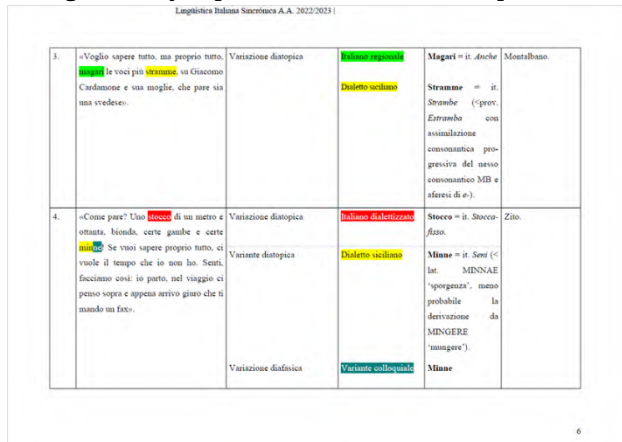 Linguistica Italiana Sincronica A.A. 2022/2023 |
3.
«Voglio sapere tutto, ma proprio tutto,
magari le voci più stramme, su Giacomo
Cardamone e sua moglie, che pare sia
una svedese».
Variazione diatopica
Italiano regionale
Dialetto siciliano
Magari = it. Anche
Stramme = it.
Strambe (<prov.
Estramba con
assimilazione
consonantica pro-
gressiva del nesso
consonantico MB e
aferesi di e-).
Montalbano.
4.
«Come pare? Uno stocco di un metro e
ottanta, bionda, certe gambe e certe
minne! Se vuoi sapere proprio tutto, ci
vuole il tempo che io non ho. Senti,
facciamo così: io parto, nel viaggio ci
penso sopra e appena arrivo giuro che ti
mando un fax».
Variazione diatopica
Variante diatopica
Variazione diafasica
Italiano dialettizzato
Dialetto siciliano
Variante colloquiale
Stocco = it. Stocca-
fisso.
Minne = it. Seni (<
lat. MINNAE
'sporgenza', meno
probabile la
derivazione da
MINGERE
'mungere').
Minne
Zito.
6